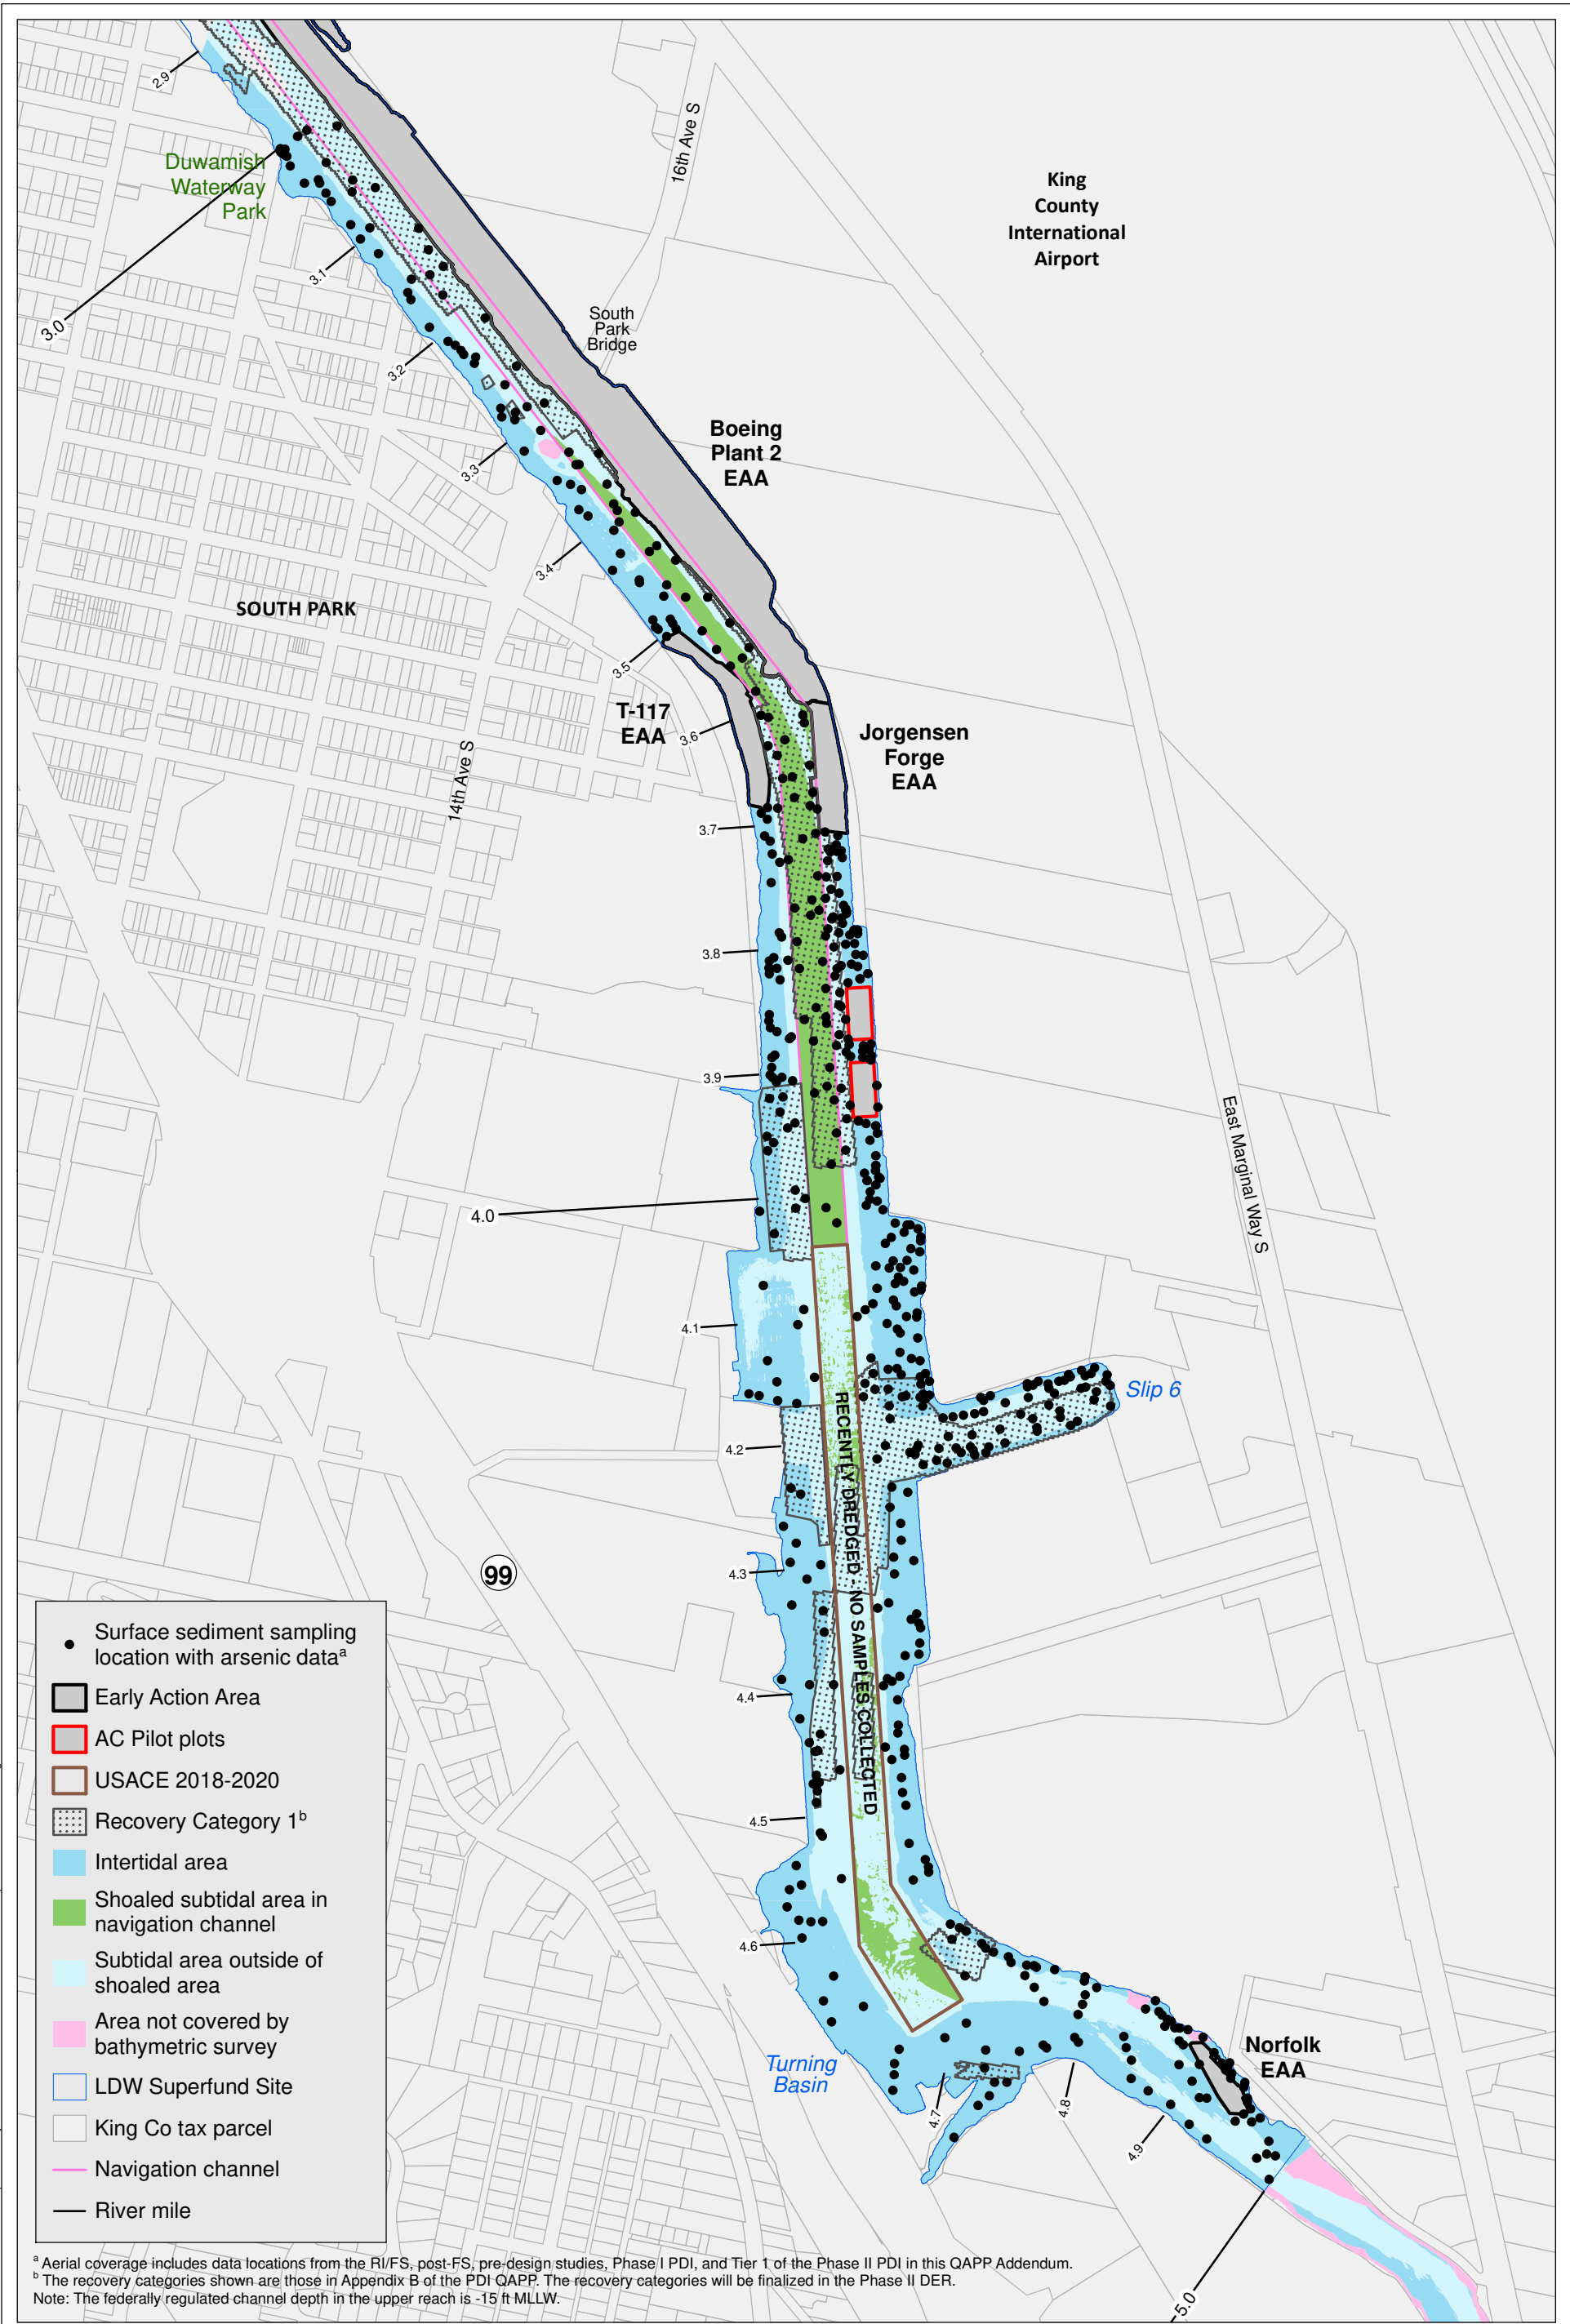 2.9
16th Ave S
Duwamish
Waterway
Park
King
County
International
Airport
3.1
3.0
South
Park
Bridge
3.2
Boeing
Plant 2
EAA
3.3
3.4
SOUTH PARK
3.5
T-117
EAA
3.6
Jorgensen
Forge
EAA
14th Ave S
3.7
3.8
3.9
East Marginal Way S
4.0
4.1
Slip 6
4.2
RECENTLY DREDGED - NO SAMPLES COLLECTED
4.3
99
4.4
4.5
4.6
Turning
Basin
4.7
4.8
4.9
Norfolk
EAA
5.0
Surface sediment sampling
location with arsenic dataa
Early Action Area
AC Pilot plots
USACE 2018-2020
Recovery Category 1b
Intertidal area
Shoaled subtidal area in
navigation channel
Subtidal area outside of
shoaled area
Area not covered by
bathymetric survey
LDW Superfund Site
King Co tax parcel
Navigation channel
River mile
a Aerial coverage includes data locations from the RI/FS, post-FS, pre-design studies, Phase I PDI, and Tier 1 of the Phase II PDI in this QAPP Addendum.
b The recovery categories shown are those in Appendix B of the PDI QAPP. The recovery categories will be finalized in the Phase II DER.
Note: The federally regulated channel depth in the upper reach is -15 ft MLLW.